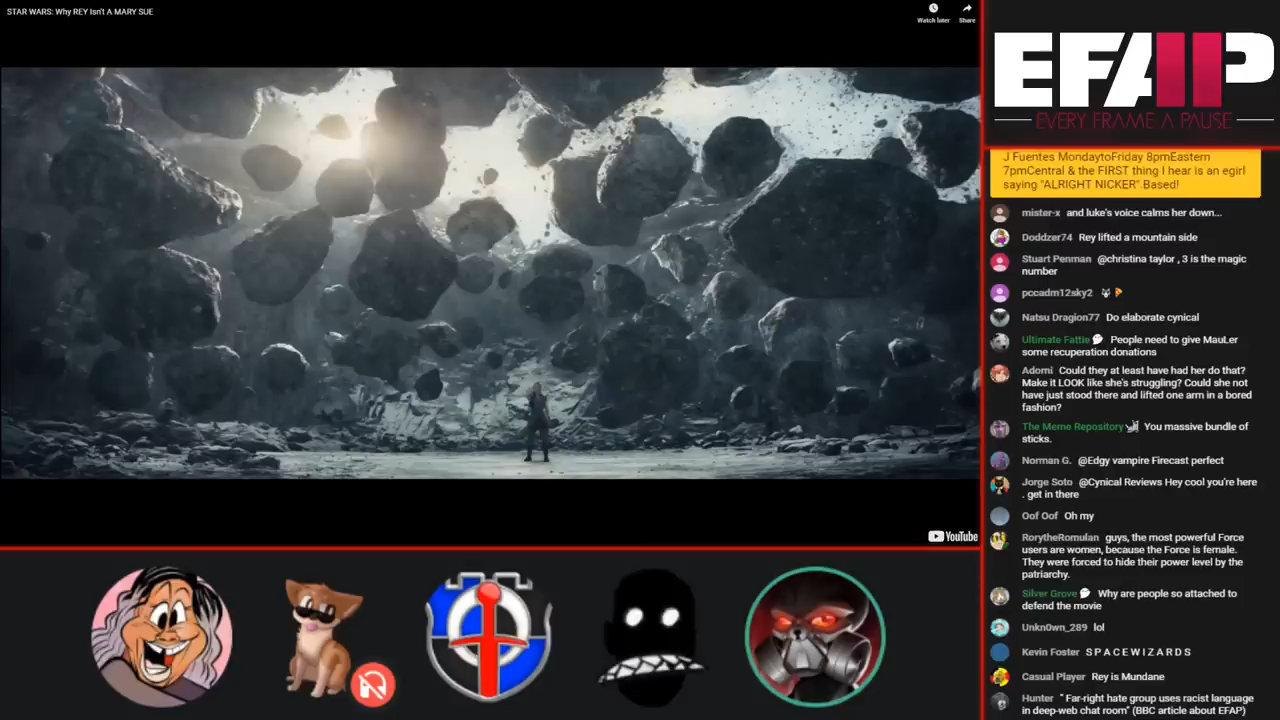 STAR WARS: Why REY Isn't A MARY SUE
Watch later
Share
YouTube
EFAP
EVERY FRAME A PAUSE
J Fuentes MondaytoFriday 8pmEastern
7pmCentral & the FIRST thing I hear is an egirl
saying "ALRIGHT NICKER".Based!
mister-x and luke's voice calms her down...
Doddzer74 Rey lifted a mountain side
Stuart Penman @christina taylor , 3 is the magic
number
pccadm12sky2
Natsu Dragion77 Do elaborate cynical
Ultimate Fattie People need to give MauLer
some recuperation donations
Adorni Could they at least have had her do that?
Make it LOOK like she's struggling? Could she not
have just stood there and lifted one arm in a bored
fashion?
The Meme Repository You massive bundle of
sticks.
Norman G. @Edgy vampire Firecast perfect
Jorge Soto @Cynical Reviews Hey cool you're here
. get in there
Oof Oof Oh my
RorytheRomulan guys, the most powerful Force
users are women, because the Force is female.
They were forced to hide their power level by the
patriarchy.
Silver Grove Why are people so attached to
defend the movie
Unkn0wn_289 lol
Kevin Foster S P A C E W I Z A R D S
Casual Player Rey is Mundane
Hunter " Far-right hate group uses racist language
in deep-web chat room" (BBC article about EFAP)